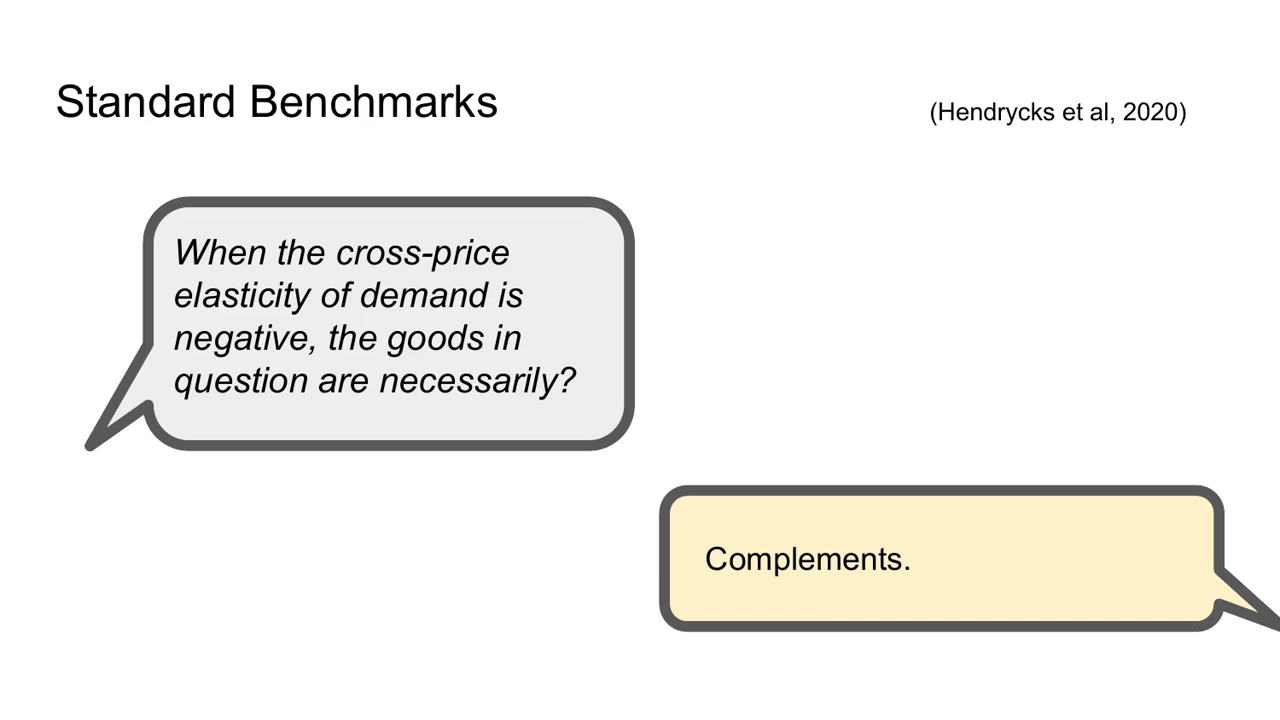 Standard Benchmarks
(Hendrycks et al, 2020)
When the cross-price
elasticity of demand is
negative, the goods in
question are necessarily?
Complements.